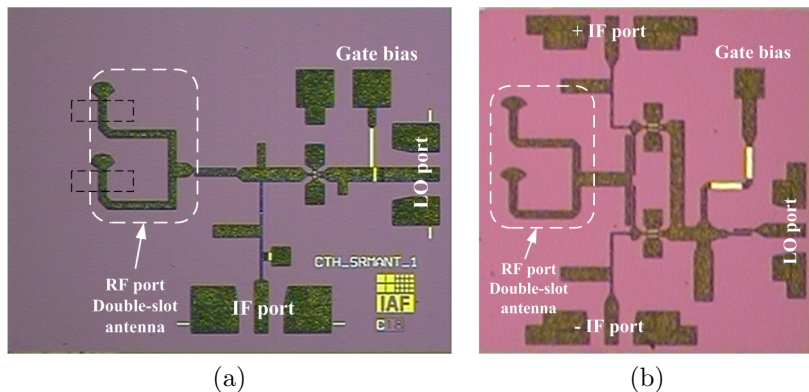 Gate bias
LO port
RF port
Double-slot
antenna
IF port
CTH_SRMANT_1
IAF
(a)
+ IF port
Gate bias
LO port
RF port
Double-slot
antenna
- IF port
(b)